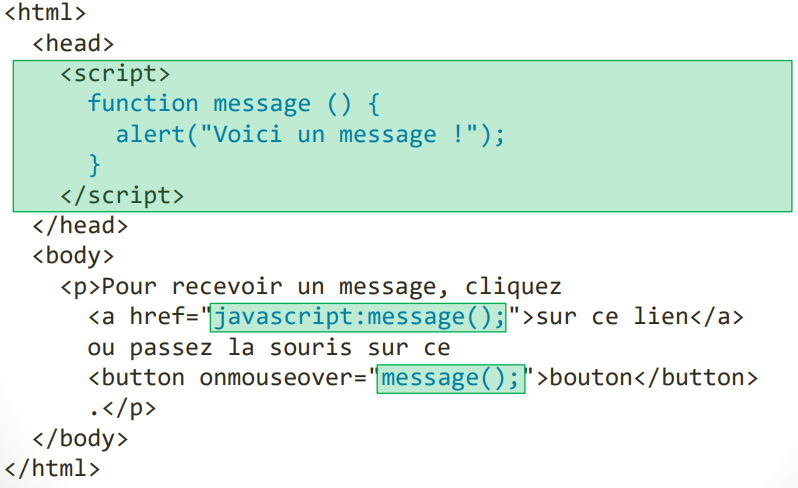 <html>
<head>
<script>
function message () {
alert("Voici un message !");
}
</script>
</head>
<body>
<p>Pour recevoir un message, cliquez
<a href="javascript:message();">sur ce lien</a>
ou passez la souris sur ce
<button onmouseover="message();">bouton</button>
.</p>
</body>
</html>